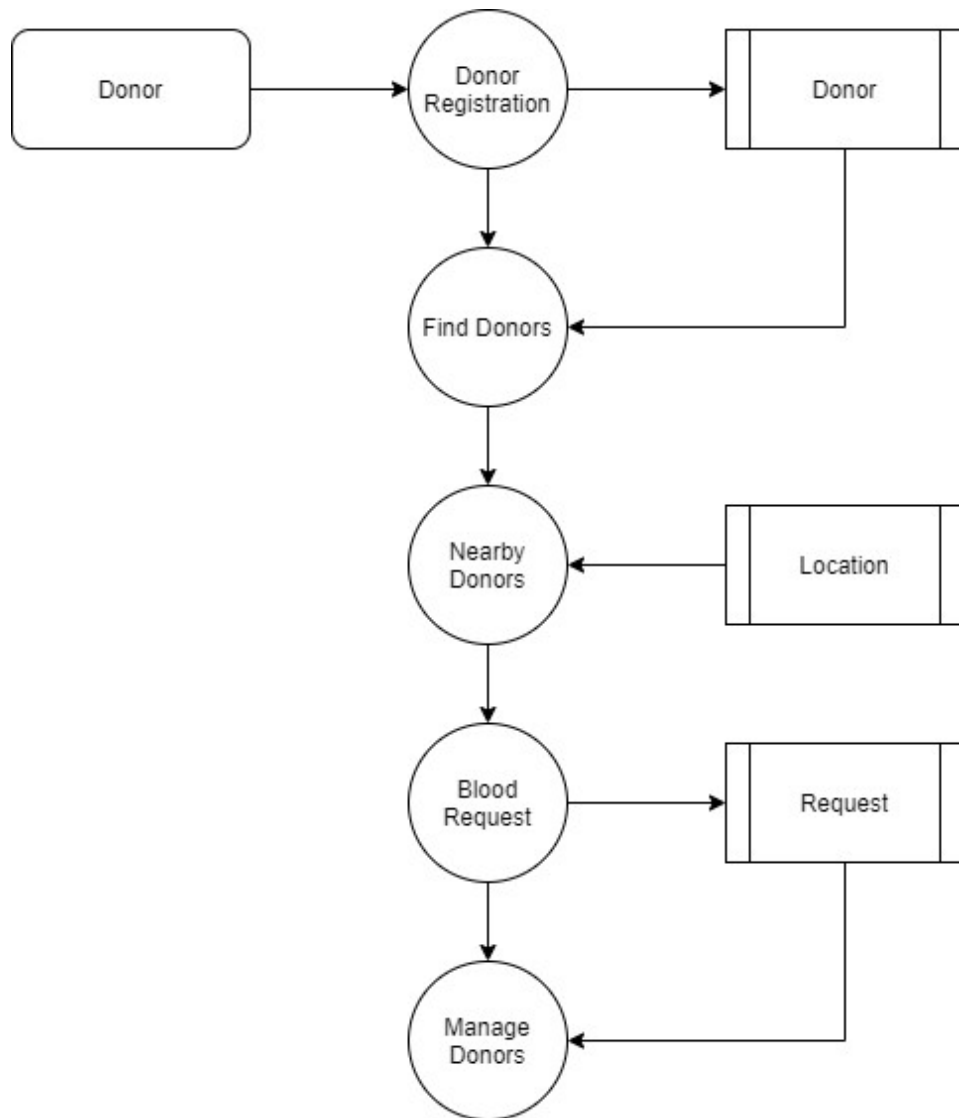 Donor
Donor
Registration
Donor
Find Donors
Nearby
Donors
Location
Blood
Request
Request
Manage
Donors